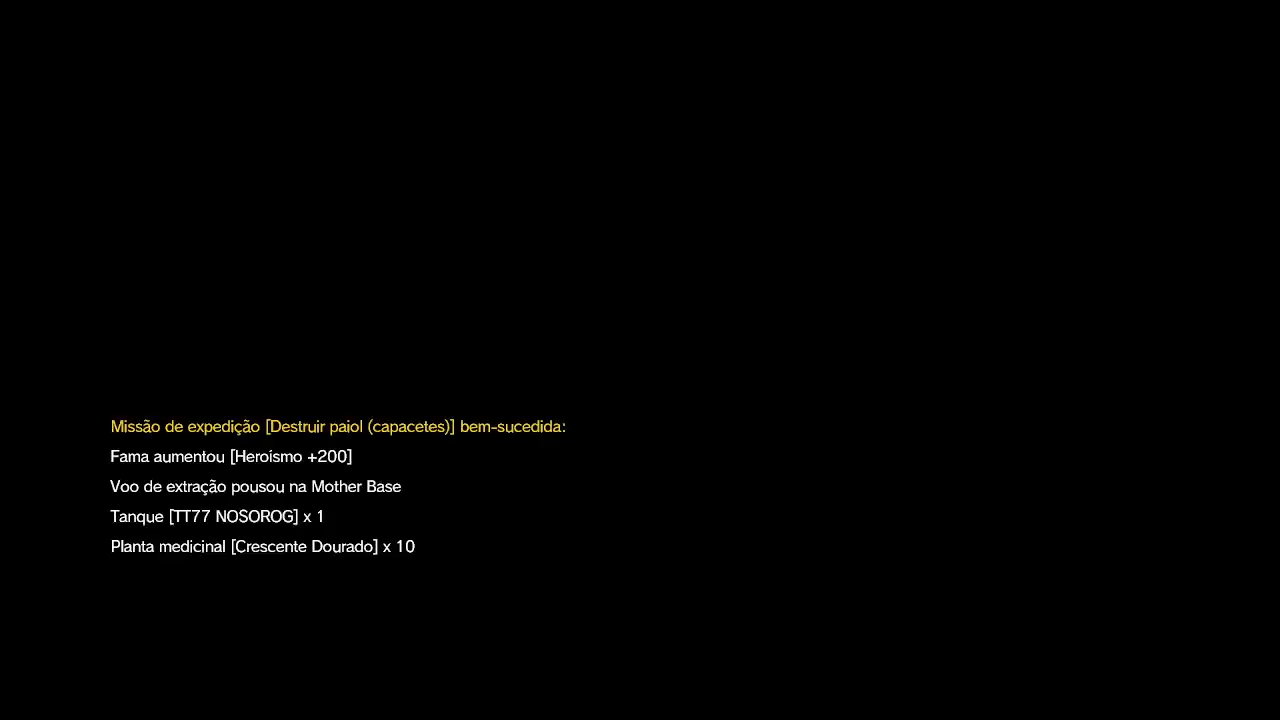 Missão de expedição [Destruir paiol (capacetes)] bem-sucedida:
Fama aumentou [Heroismo +200]
Voo de extração pousou na Mother Base
Tanque [TT77 NOSOROG] x 1
Planta medicinal [Crescente Dourado] x 10